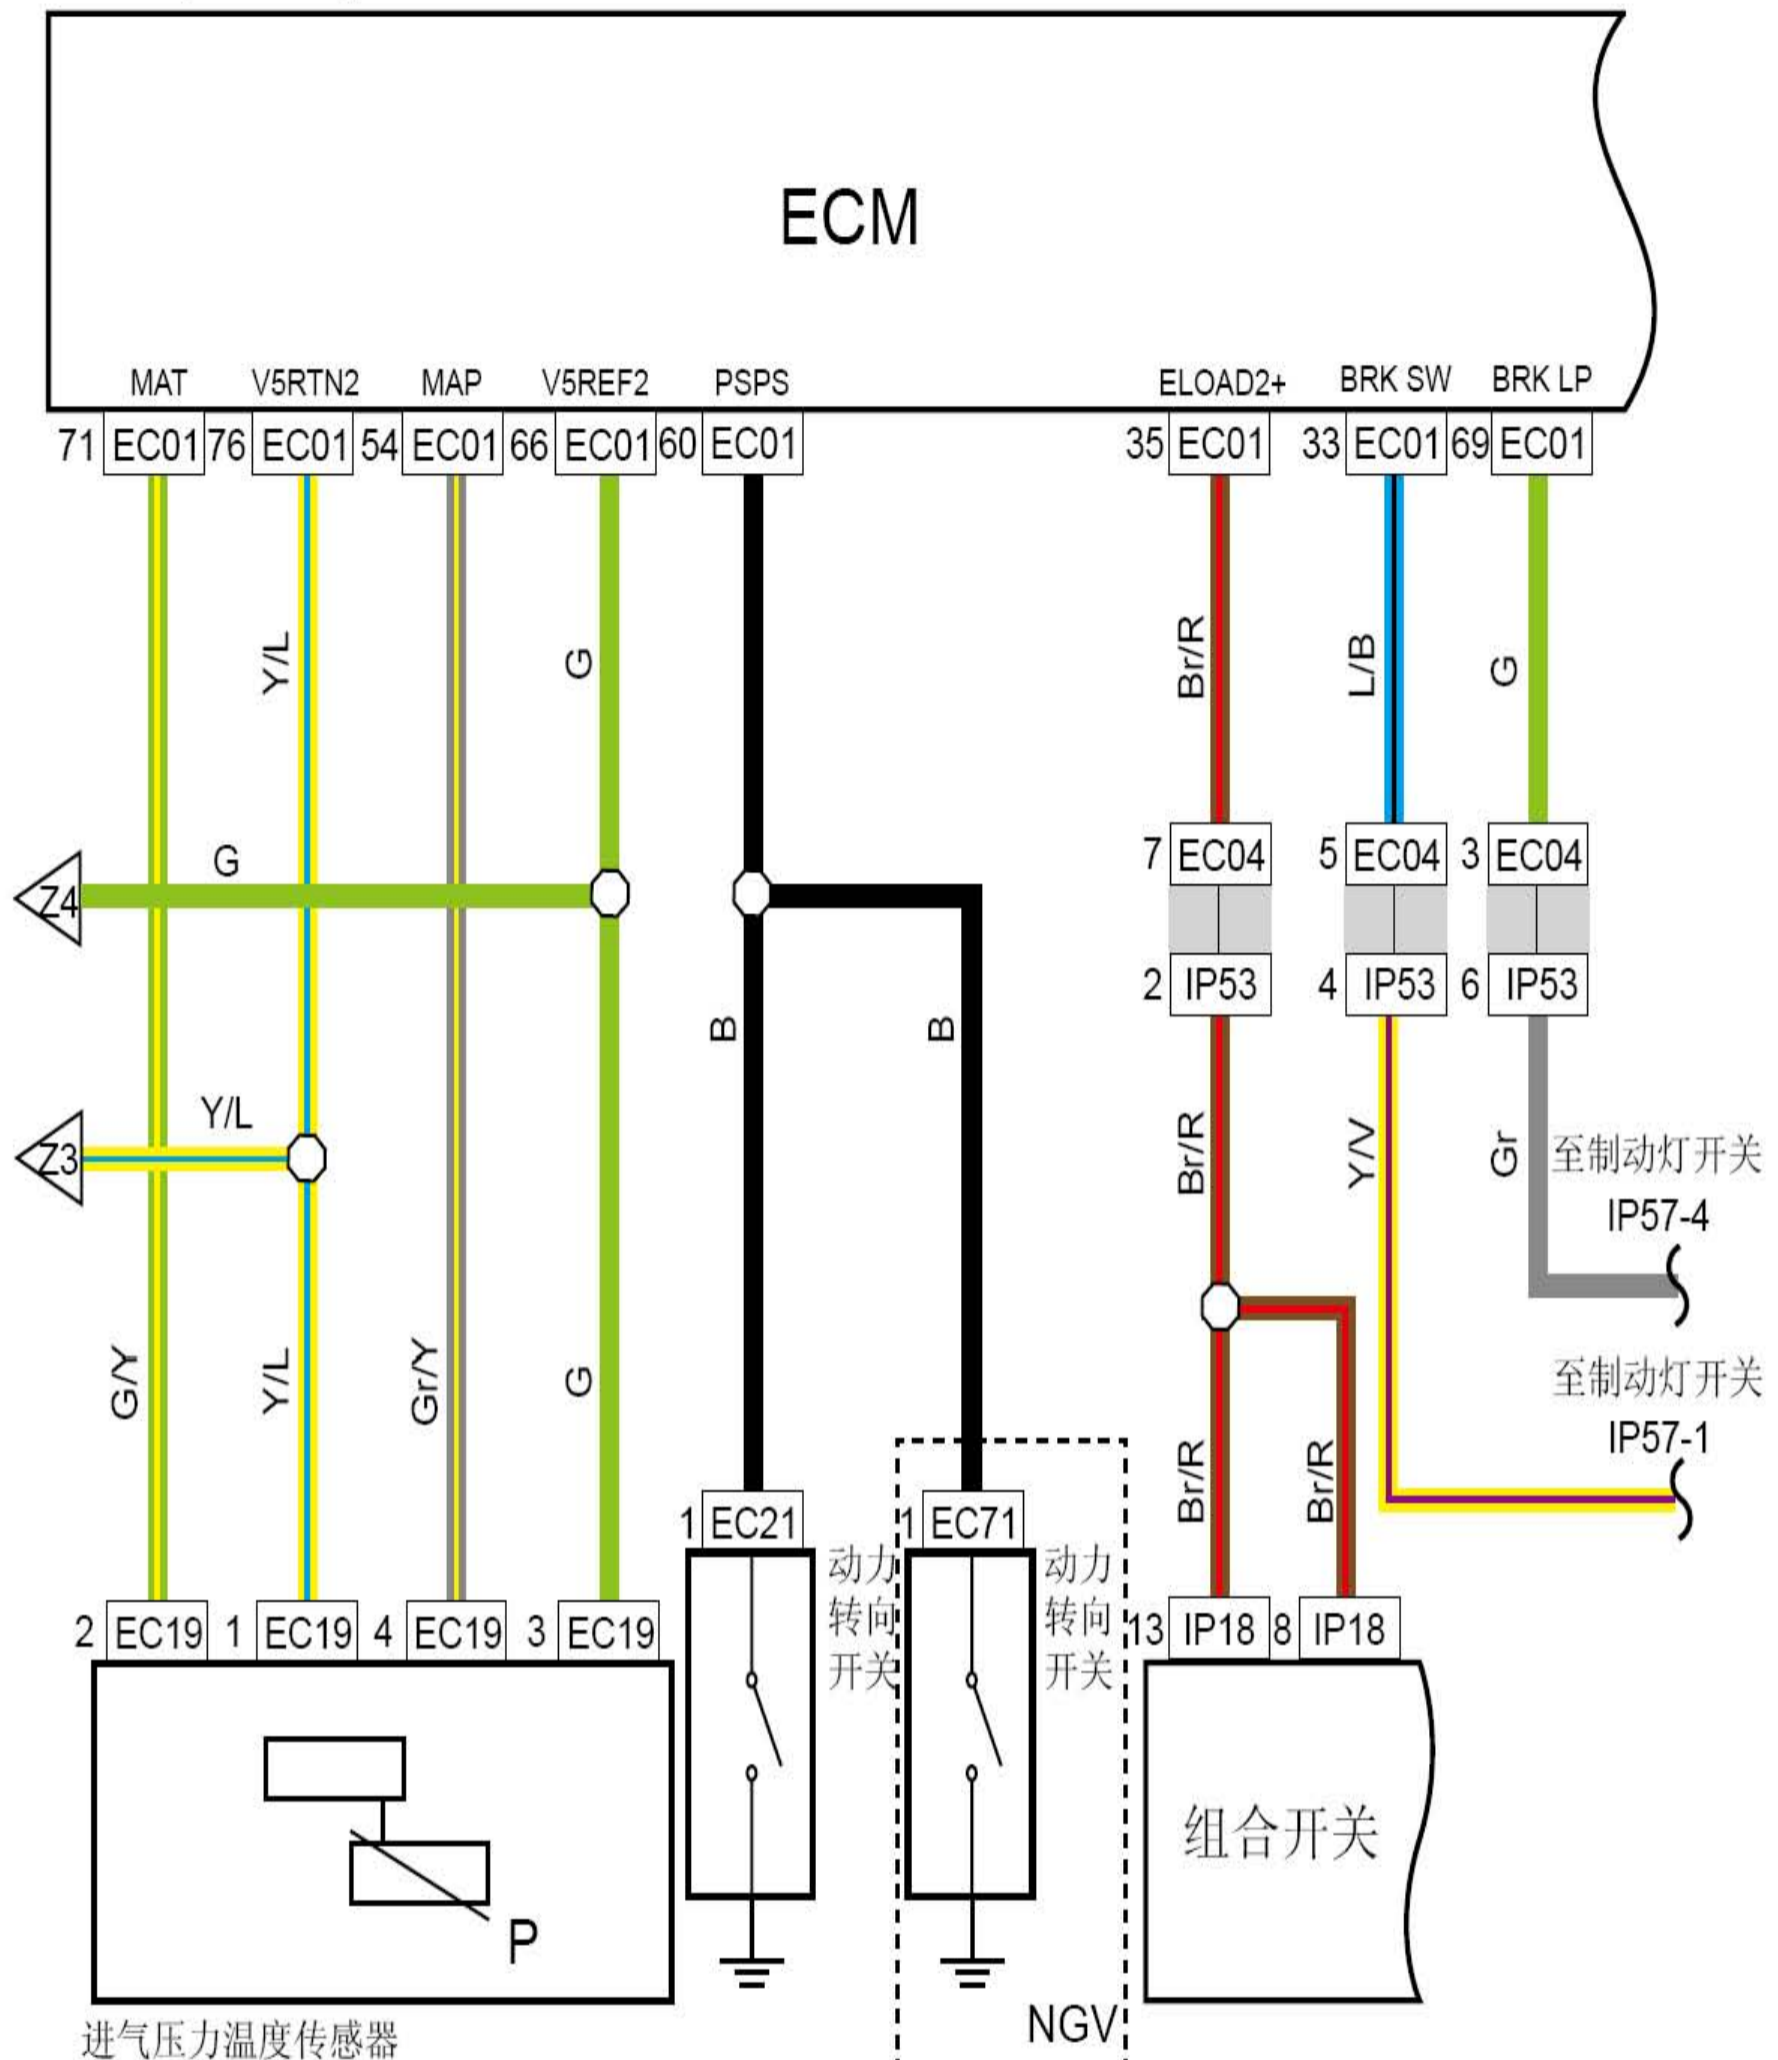 ECM
MAT V5RTN2 MAP V5REF2 PSPS ELOAD2+ BRK SW BRK LP
71 EC01 76 EC01 54 EC01 66 EC01 60 EC01 35 EC01 33 EC01 69 EC01
Y/L G Br/R L/B G
7 EC04 5 EC04 3 EC04
G
Z4
2 IP53 4 IP53 6 IP53
B B
Y/L
Z3
Br/R Y/V Gr 至制动灯开关
IP57-4
G/Y Y/L Gr/Y G
至制动灯开关
IP57-1
Br/R Br/R
1 EC21 1 EC71
动力 动力
转向 转向
开关 开关
2 EC19 1 EC19 4 EC19 3 EC19 13 IP18 8 IP18
组合开关
P
NGV
进气压力温度传感器